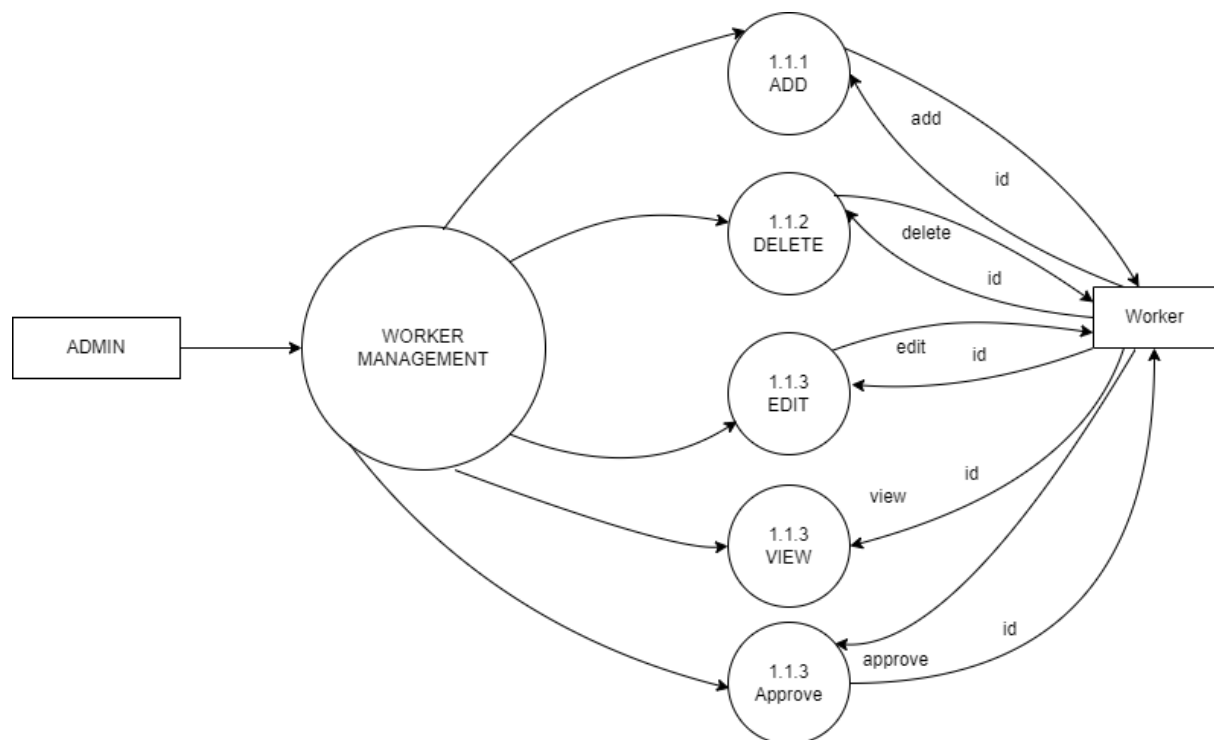 1.1.1
ADD
add
id
1.1.2
DELETE
delete
id
Worker
ADMIN
WORKER
MANAGEMENT
edit
id
1.1.3
EDIT
id
view
1.1.3
VIEW
id
approve
1.1.3
Approve